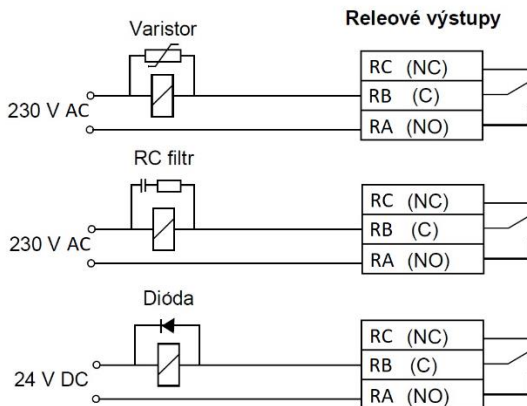 Releové výstupy
Varistor
230 V AC
RC (NC)
RB (C)
RA (NO)
RC filtr
230 V AC
RC (NC)
RB (C)
RA (NO)
Dióda
24 V DC
RC (NC)
RB (C)
RA (NO)